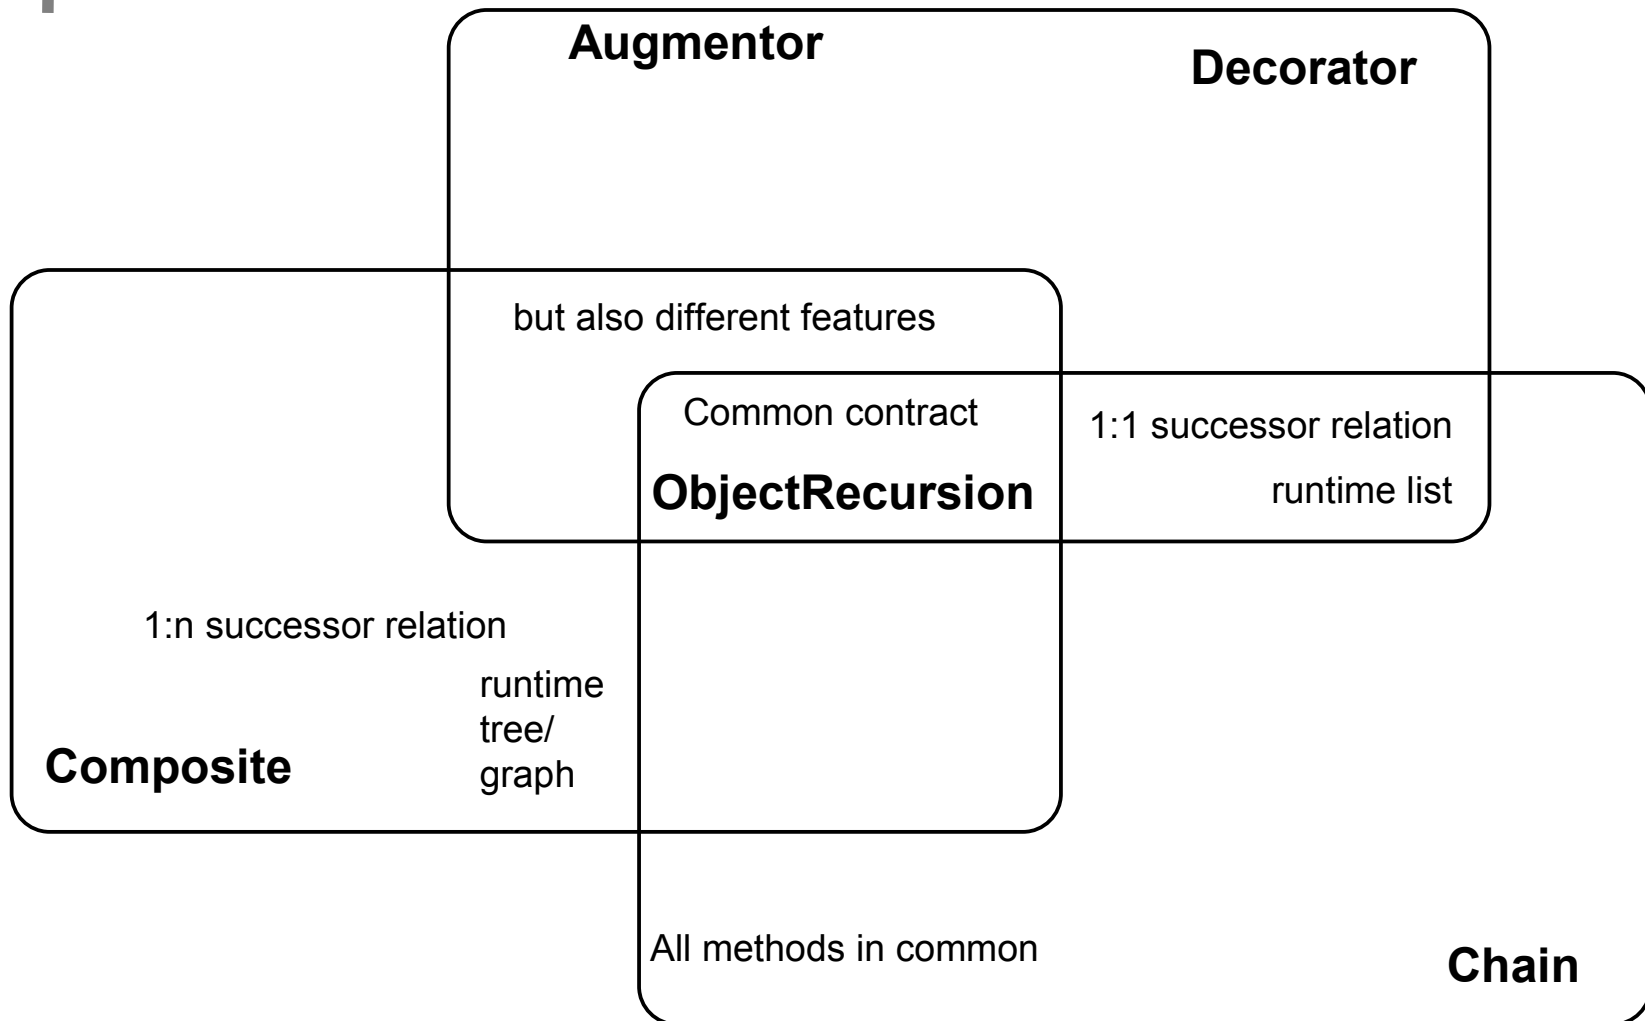 Augmentor
Decorator
but also different features
Common contract
1:1 successor relation
ObjectRecursion
runtime list
1:n successor relation
runtime
tree/
graph
Composite
All methods in common
Chain